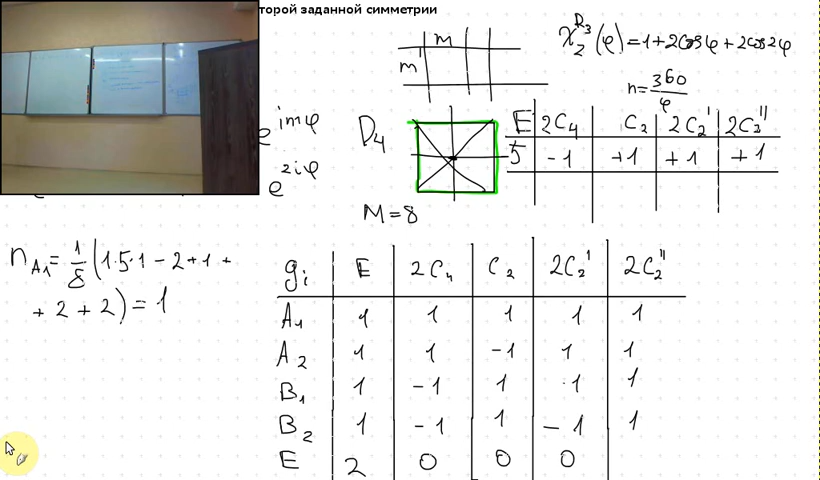 торой заданной симметрии
m
m'
χ₂^{R₃}(φ) = 1 + 2cosφ + 2cos2φ
n = 360/φ
e^{imφ}
e^{2iφ}
D₄
E 2C₄ C₂ 2C₂' 2C₂''
5 -1 +1 +1 +1
M = 8
n_{A₁} = 1/8 (1·5·1 - 2 + 1 +
+ 2 + 2) = 1
gᵢ E 2C₄ C₂ 2C₂' 2C₂''
A₁ 1 1 1 1 1
A₂ 1 1 -1 1 1
B₁ 1 -1 1 1 1
B₂ 1 -1 1 -1 1
E 2 0 0 0